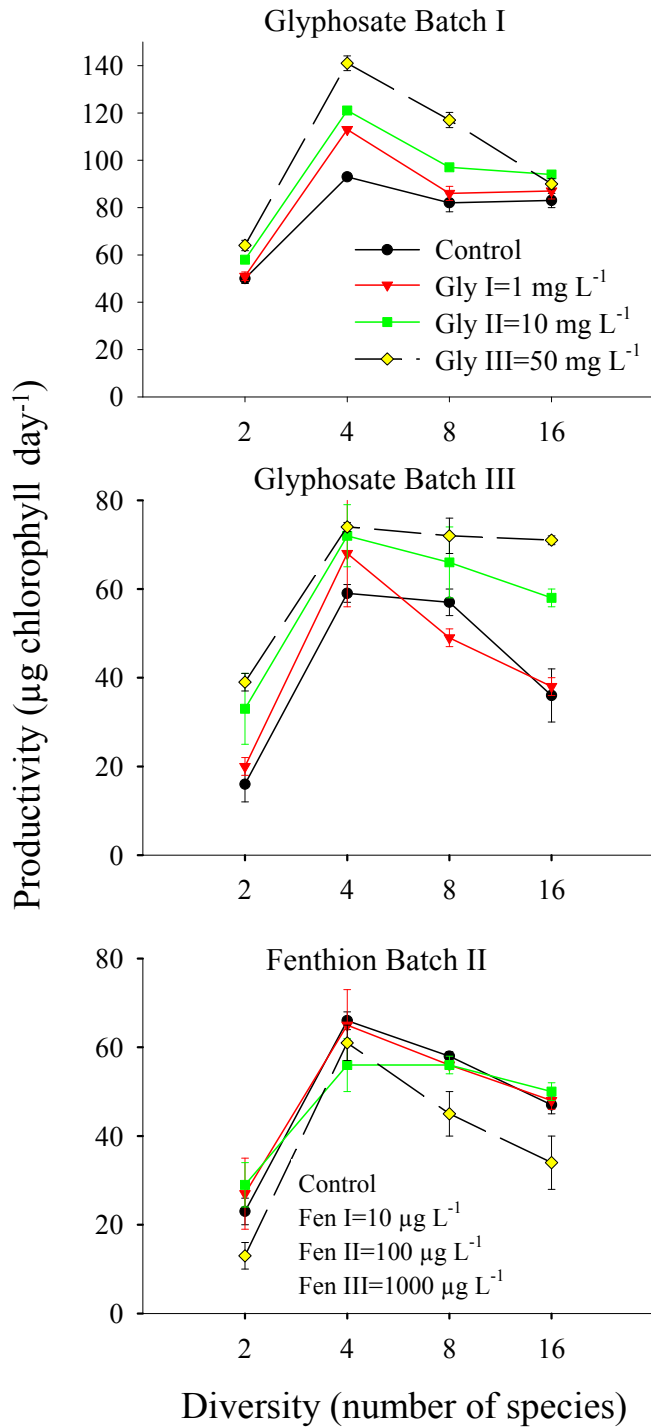 Glyphosate Batch I
140
120
100
80
60
40
20
0
Control
Gly I=1 mg L⁻¹
Gly II=10 mg L⁻¹
Gly III=50 mg L⁻¹
2 4 8 16
Productivity (µg chlorophyll day⁻¹)
Glyphosate Batch III
80
60
40
20
0
2 4 8 16
Fenthion Batch II
80
60
40
20
0
Control
Fen I=10 µg L⁻¹
Fen II=100 µg L⁻¹
Fen III=1000 µg L⁻¹
2 4 8 16
Diversity (number of species)